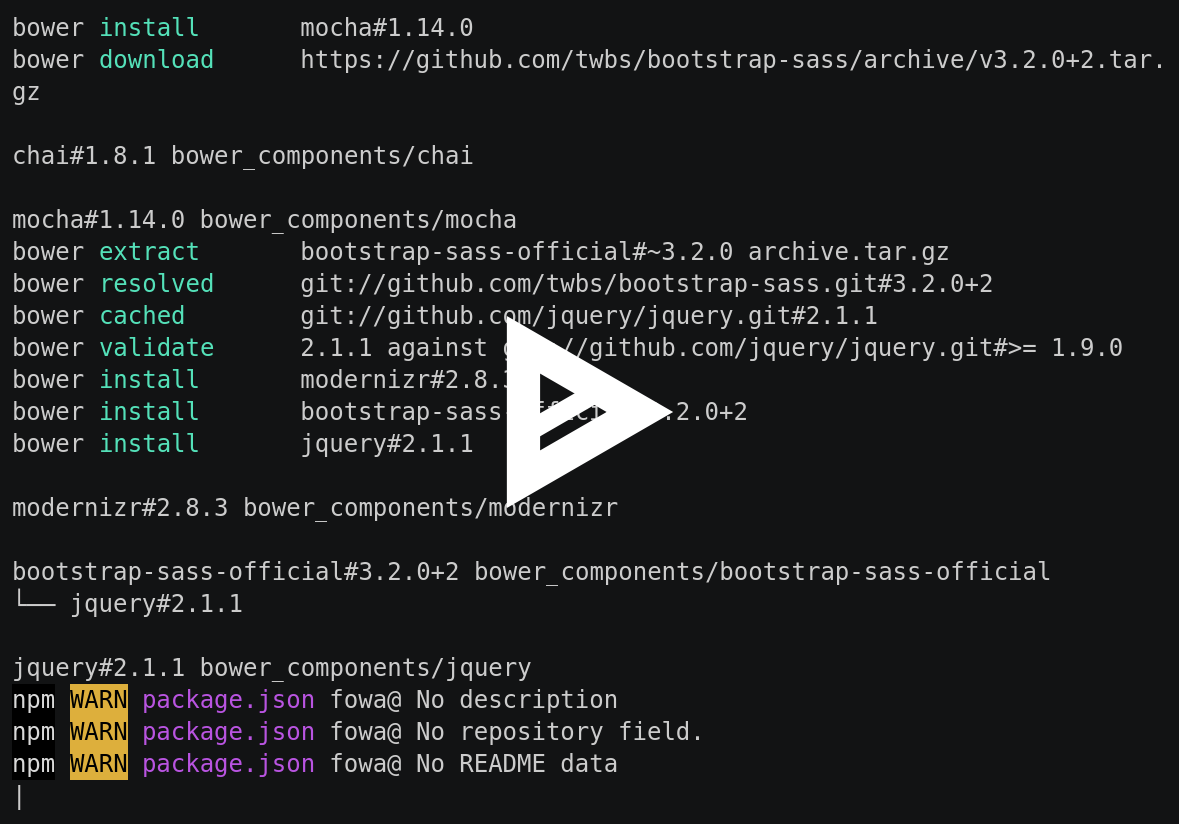 bower install       mocha#1.14.0
bower download      https://github.com/twbs/bootstrap-sass/archive/v3.2.0+2.tar.
gz
chai#1.8.1 bower_components/chai
mocha#1.14.0 bower_components/mocha
bower extract       bootstrap-sass-official#~3.2.0 archive.tar.gz
bower resolved      git://github.com/twbs/bootstrap-sass.git#3.2.0+2
bower cached        git://github.com/jquery/jquery.git#2.1.1
bower validate      2.1.1 against git://github.com/jquery/jquery.git#>= 1.9.0
bower install       modernizr#2.8.3
bower install       bootstrap-sass-official#3.2.0+2
bower install       jquery#2.1.1
modernizr#2.8.3 bower_components/modernizr
bootstrap-sass-official#3.2.0+2 bower_components/bootstrap-sass-official
└── jquery#2.1.1
jquery#2.1.1 bower_components/jquery
npm WARN package.json fowa@ No description
npm WARN package.json fowa@ No repository field.
npm WARN package.json fowa@ No README data
|